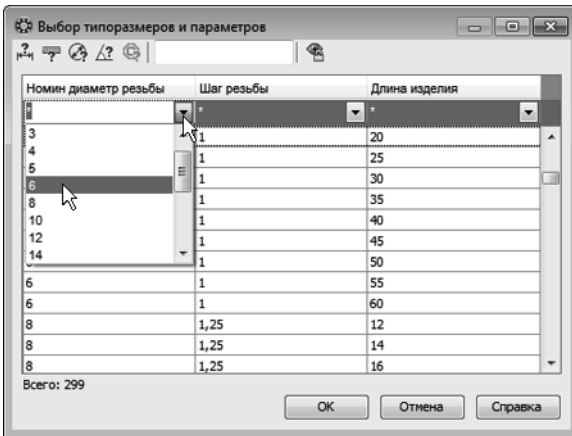 Выбор типоразмеров и параметров
Номин диаметр резьбы Шаг резьбы Длина изделия
* * *
3 1 20
4 1 25
5 1 30
6 1 35
8 1 40
10 1 45
12 1 50
14
6 1 55
6 1 60
8 1,25 12
8 1,25 14
8 1,25 16
Всего: 299
OK Отмена Справка